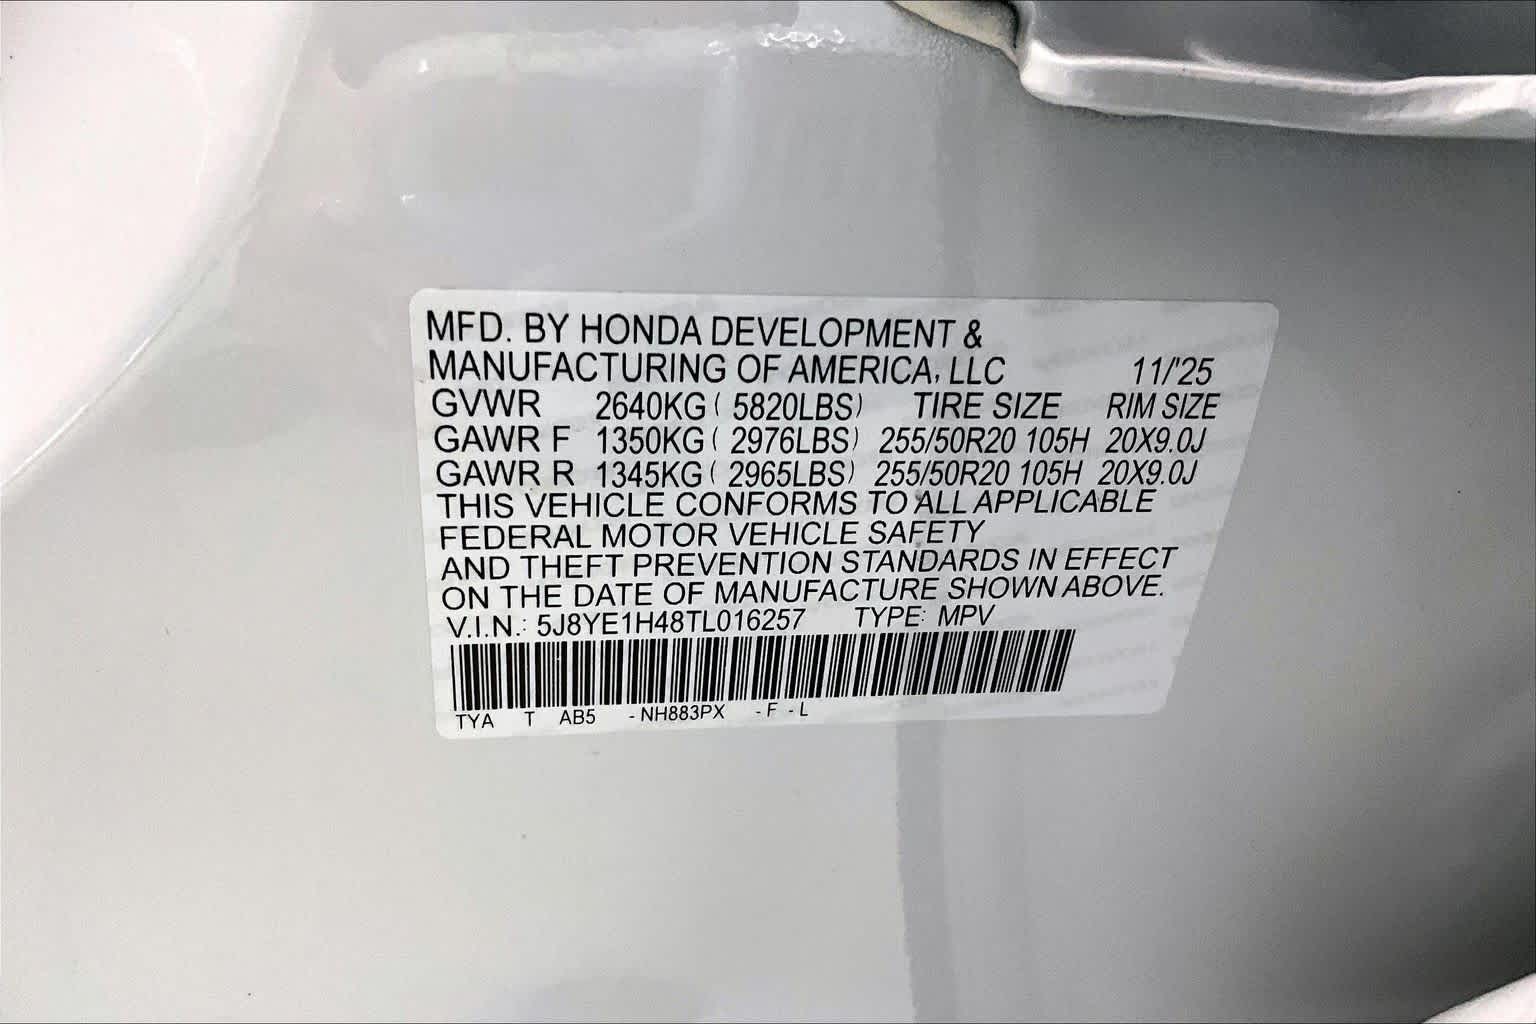 MFD. BY HONDA DEVELOPMENT &
MANUFACTURING OF AMERICA, LLC 11/'25
GVWR 2640KG ( 5820LBS) TIRE SIZE RIM SIZE
GAWR F 1350KG ( 2976LBS) 255/50R20 105H 20X9.0J
GAWR R 1345KG ( 2965LBS) 255/50R20 105H 20X9.0J
THIS VEHICLE CONFORMS TO ALL APPLICABLE
FEDERAL MOTOR VEHICLE SAFETY
AND THEFT PREVENTION STANDARDS IN EFFECT
ON THE DATE OF MANUFACTURE SHOWN ABOVE.
V.I.N.: 5J8YE1H48TL016257 TYPE: MPV
TYA T AB5 -NH883PX -F -L